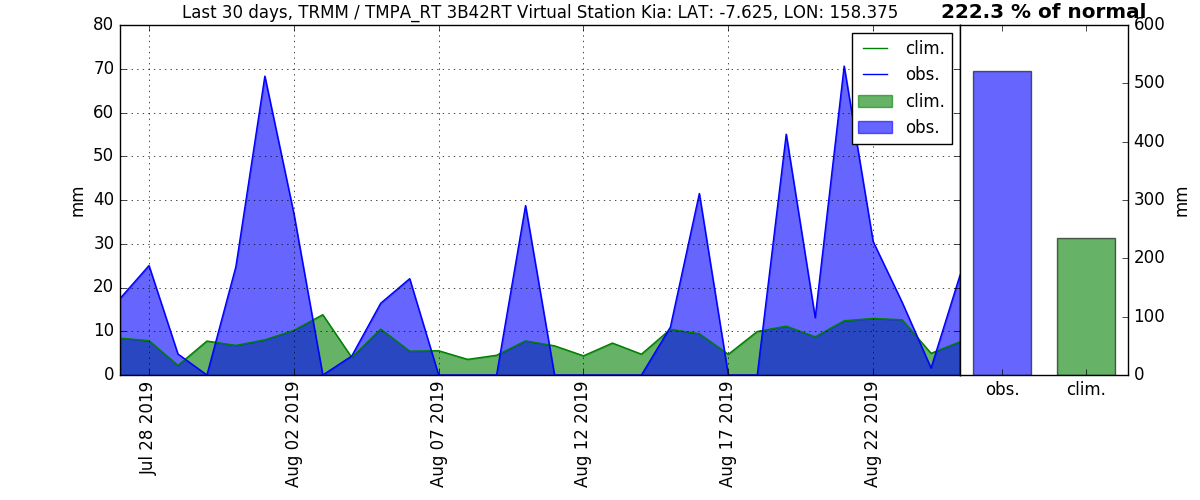 Last 30 days, TRMM / TMPA_RT 3B42RT Virtual Station Kia: LAT: -7.625, LON: 158.375
222.3 % of normal
80
70
60
50
40
30
20
10
0
mm
clim.
obs.
clim.
obs.
600
500
400
300
200
100
0
mm
Jul 28 2019
Aug 02 2019
Aug 07 2019
Aug 12 2019
Aug 17 2019
Aug 22 2019
obs.
clim.